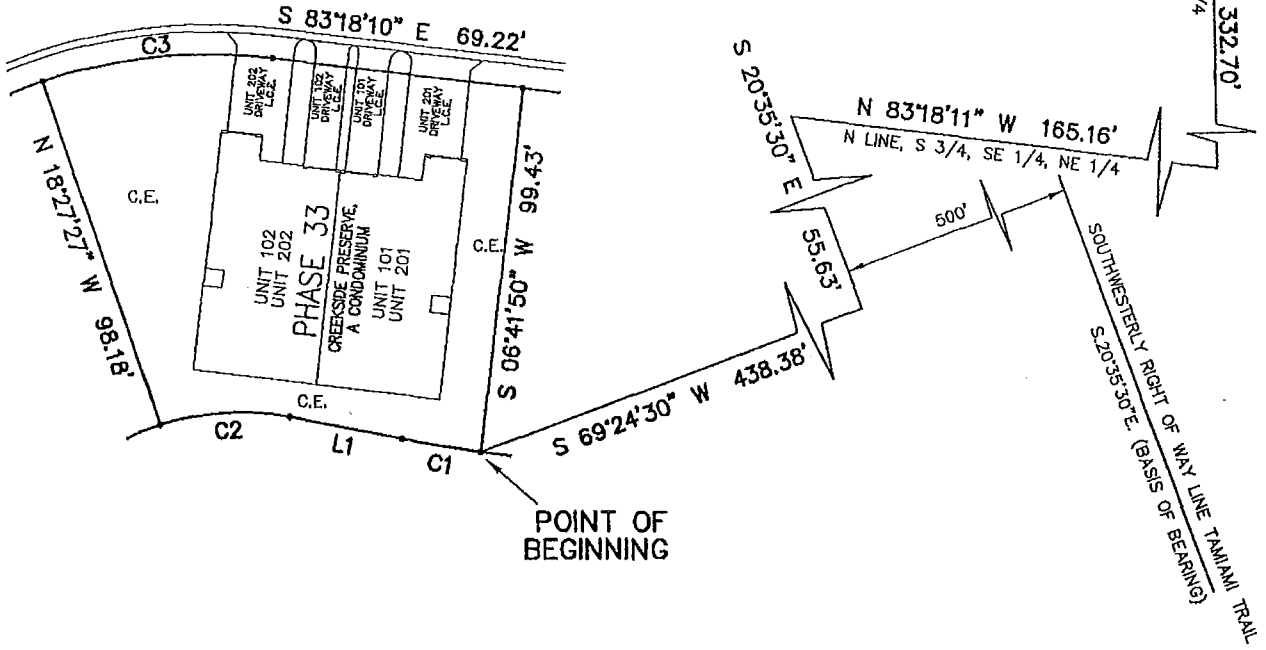 S 83°18'10" E 69.22'
C3
UNIT 202
DRIVEWAY
L.C.E.
UNIT 102
DRIVEWAY
L.C.E.
UNIT 101
DRIVEWAY
L.C.E.
UNIT 201
DRIVEWAY
L.C.E.
N 18°27'27" W 98.18'
C.E.
UNIT 102
UNIT 202
PHASE 33
CREEKSIDE PRESERVE,
A CONDOMINIUM
UNIT 101
UNIT 201
C.E.
S 06°41'50" W 99.43'
C.E.
C2
L1
C1
POINT OF
BEGINNING
S 69°24'30" W 438.38'
S 20°35'30" E 55.63'
N 83°18'11" W 165.16'
N LINE, S 3/4, SE 1/4, NE 1/4
500'
332.70'
1/4
SOUTHWESTERLY RIGHT OF WAY LINE TAMIAMI TRAIL
S.20°35'30"E. (BASIS OF BEARING)